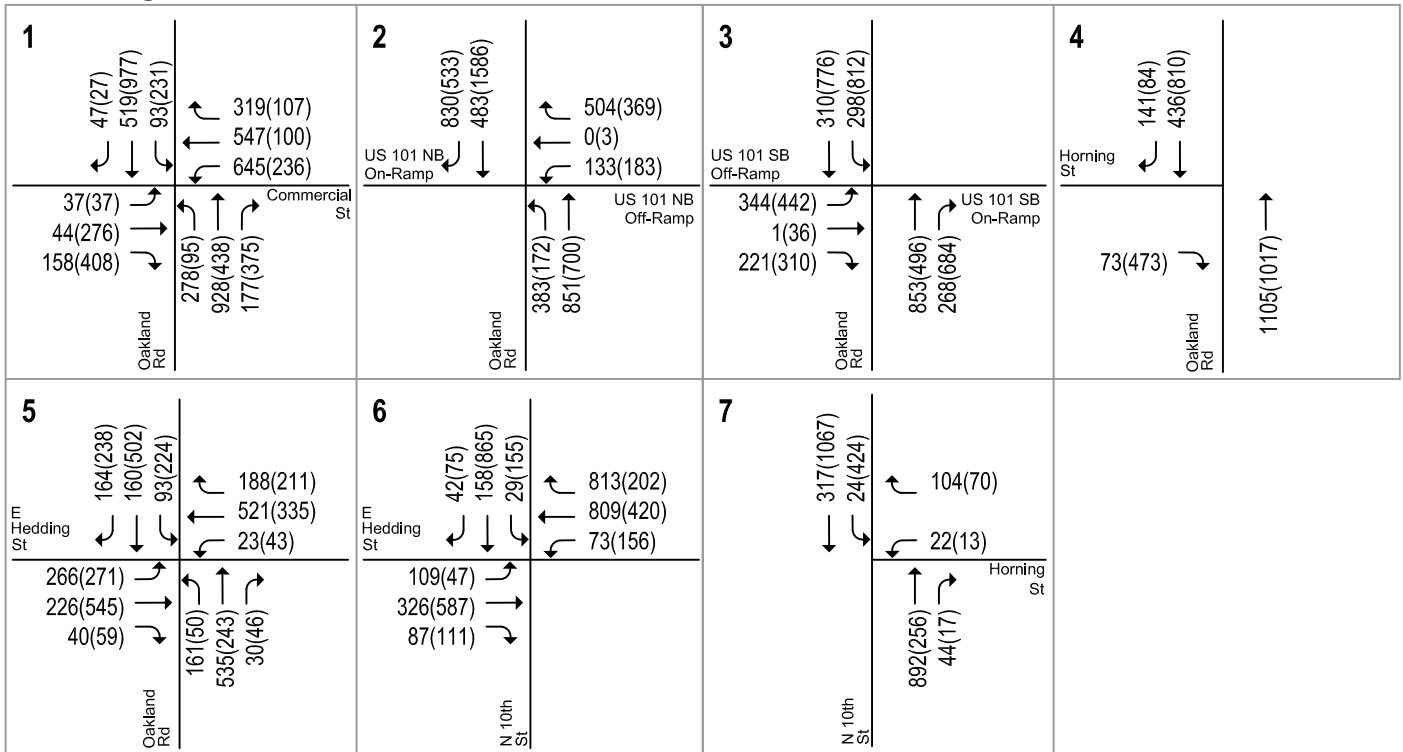 1
47(27)
519(977)
93(231)
319(107)
547(100)
645(236)
Commercial
St
37(37)
44(276)
158(408)
278(95)
928(438)
177(375)
Oakland
Rd
2
830(533)
483(1586)
504(369)
0(3)
133(183)
US 101 NB
On-Ramp
US 101 NB
Off-Ramp
383(172)
851(700)
Oakland
Rd
3
310(776)
298(812)
US 101 SB
Off-Ramp
344(442)
1(36)
221(310)
US 101 SB
On-Ramp
853(496)
268(684)
Oakland
Rd
4
141(84)
436(810)
Horning
St
73(473)
1105(1017)
Oakland
Rd
5
164(238)
160(502)
93(224)
188(211)
521(335)
23(43)
E
Hedding
St
266(271)
226(545)
40(59)
161(50)
535(243)
30(46)
Oakland
Rd
6
42(75)
158(865)
29(155)
813(202)
809(420)
73(156)
E
Hedding
St
109(47)
326(587)
87(111)
N 10th
St
7
317(1067)
24(424)
104(70)
22(13)
Horning
St
892(256)
44(17)
N 10th
St